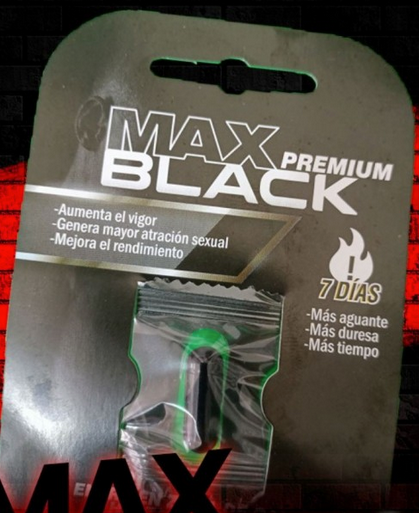 MAX
PREMIUM
BLACK
-Aumenta el vigor
-Genera mayor atración sexual
-Mejora el rendimiento
7 DÍAS
-Más aguante
-Más duresa
-Más tiempo
MAX